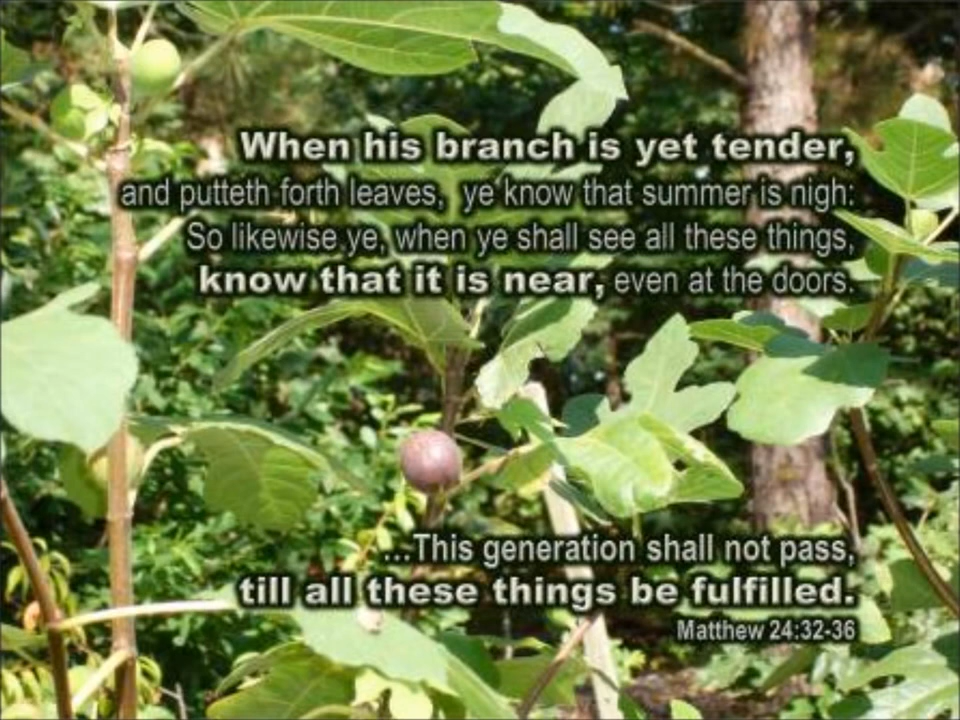 When his branch is yet tender,
and putteth forth leaves, ye know that summer is nigh:
So likewise ye, when ye shall see all these things,
know that it is near, even at the doors.
...This generation shall not pass,
till all these things be fulfilled.
Matthew 24:32-36